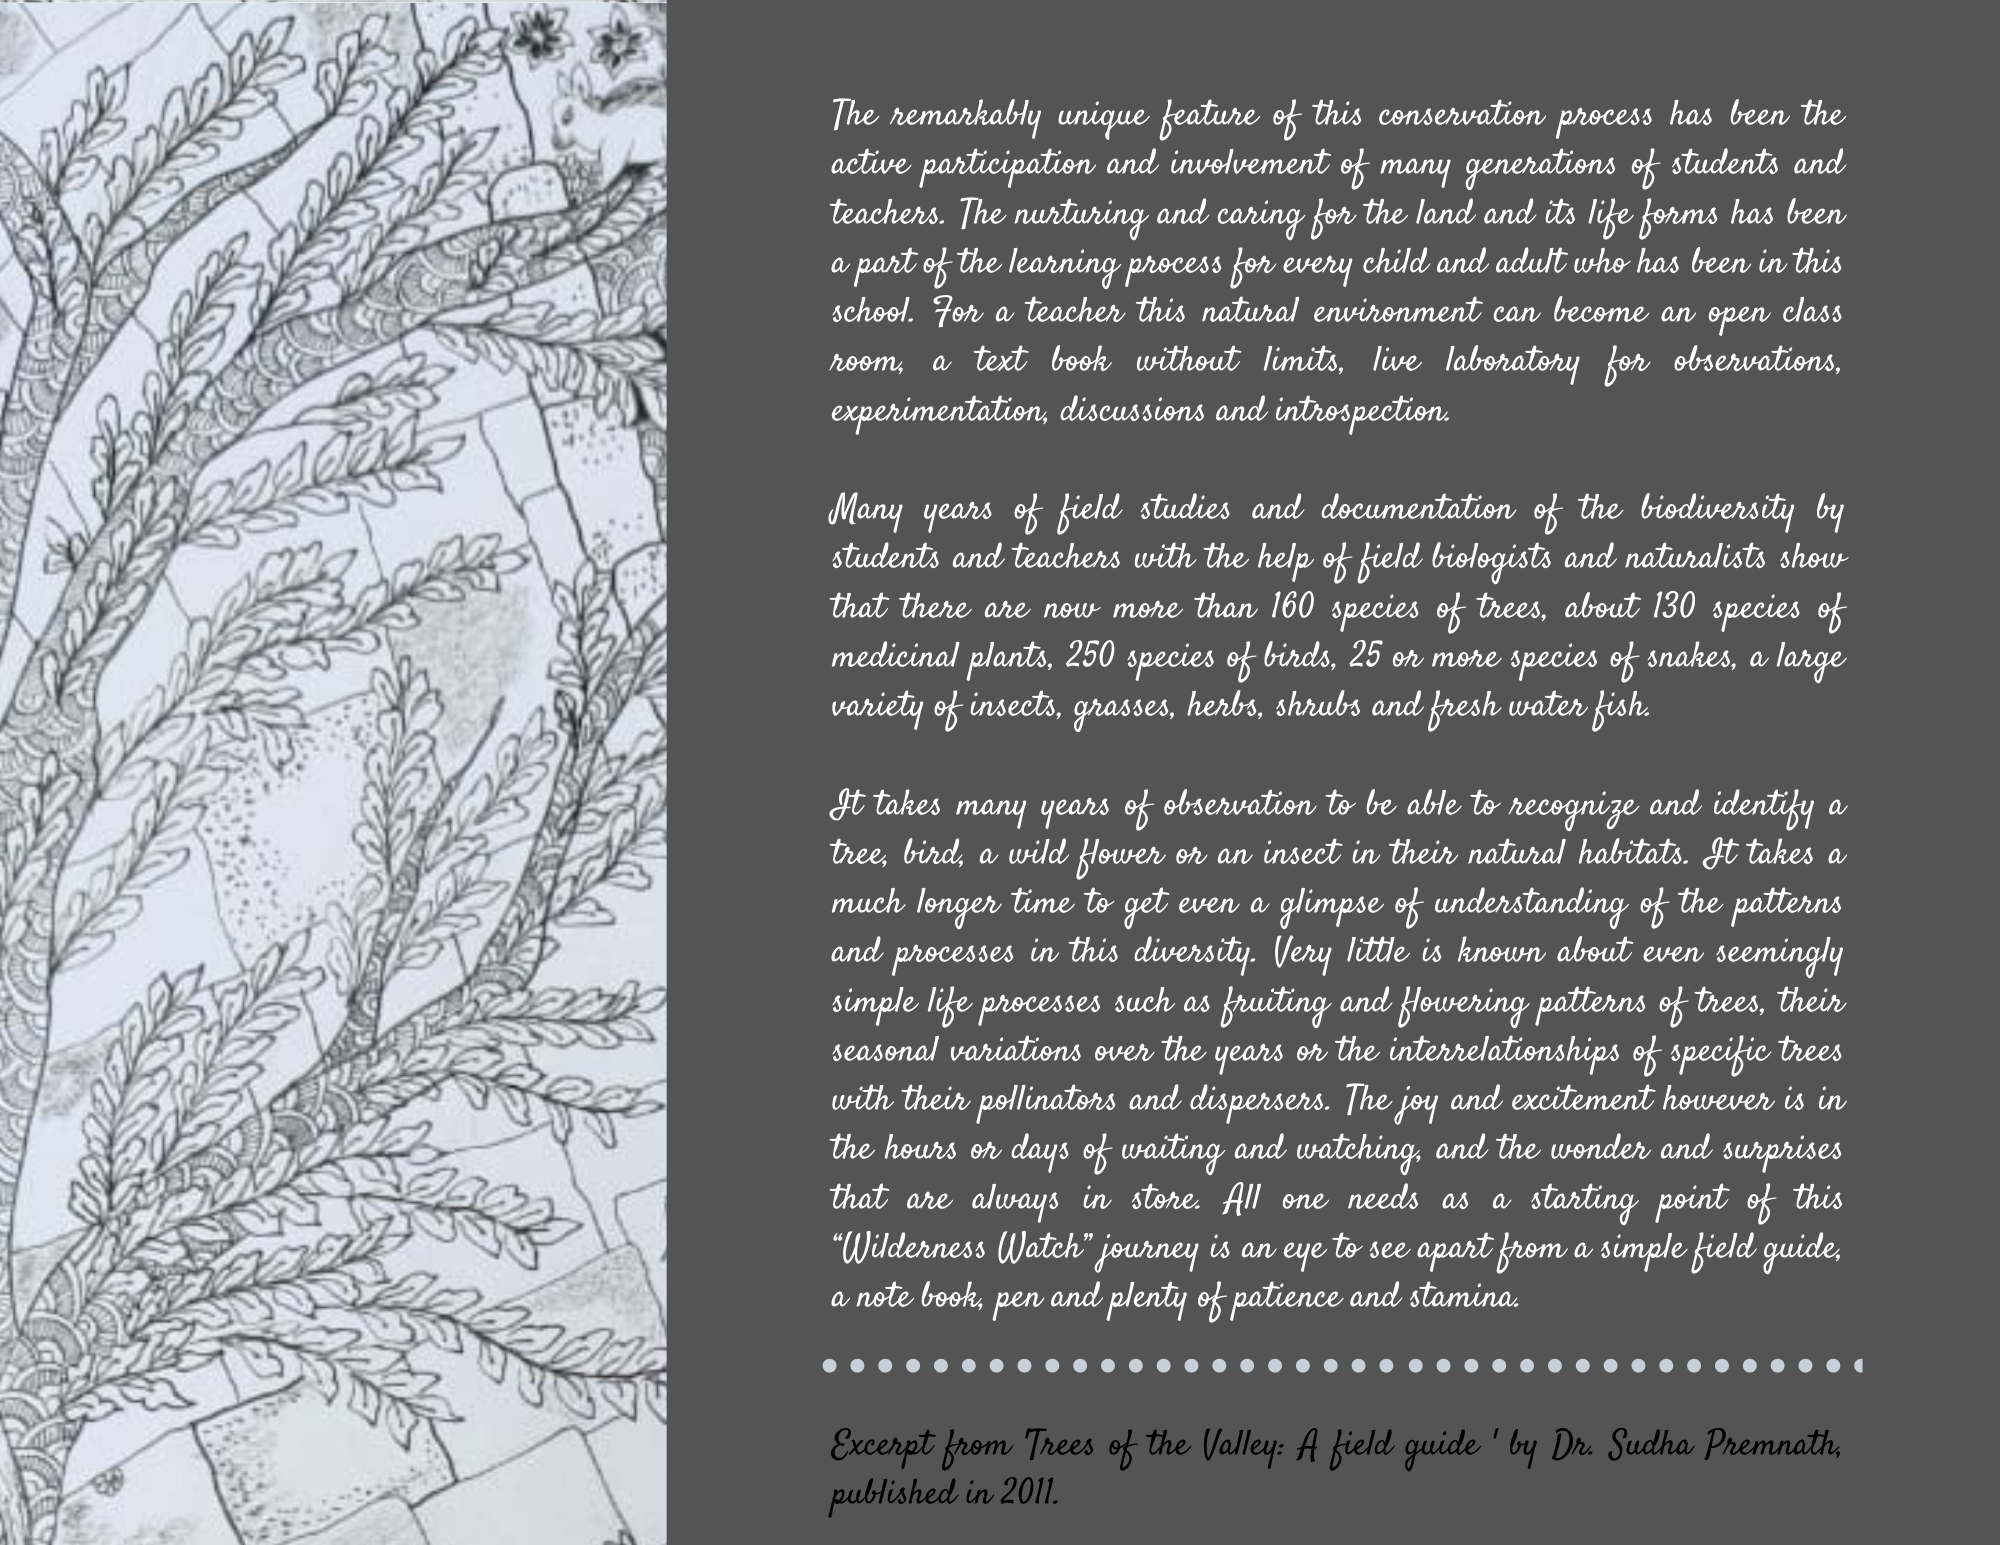 The remarkably unique feature of this conservation process has been the
active participation and involvement of many generations of students and
teachers. The nurturing and caring for the land and its life forms has been
a part of the learning process for every child and adult who has been in this
school. For a teacher this natural environment can become an open class
room, a text book without limits, live laboratory for observations,
experimentation, discussions and introspection.
Many years of field studies and documentation of the biodiversity by
students and teachers with the help of field biologists and naturalists show
that there are now more than 160 species of trees, about 130 species of
medicinal plants, 250 species of birds, 25 or more species of snakes, a large
variety of insects, grasses, herbs, shrubs and fresh water fish.
It takes many years of observation to be able to recognize and identify a
tree, bird, a wild flower or an insect in their natural habitats. It takes a
much longer time to get even a glimpse of understanding of the patterns
and processes in this diversity. Very little is known about even seemingly
simple life processes such as fruiting and flowering patterns of trees, their
seasonal variations over the years or the interrelationships of specific trees
with their pollinators and dispersers. The joy and excitement however is in
the hours or days of waiting and watching, and the wonder and surprises
that are always in store. All one needs as a starting point of this
“Wilderness Watch” journey is an eye to see apart from a simple field guide,
a note book, pen and plenty of patience and stamina.
Excerpt from 'Trees of the Valley: A field guide ' by Dr. Sudha Premnath,
published in 2011.